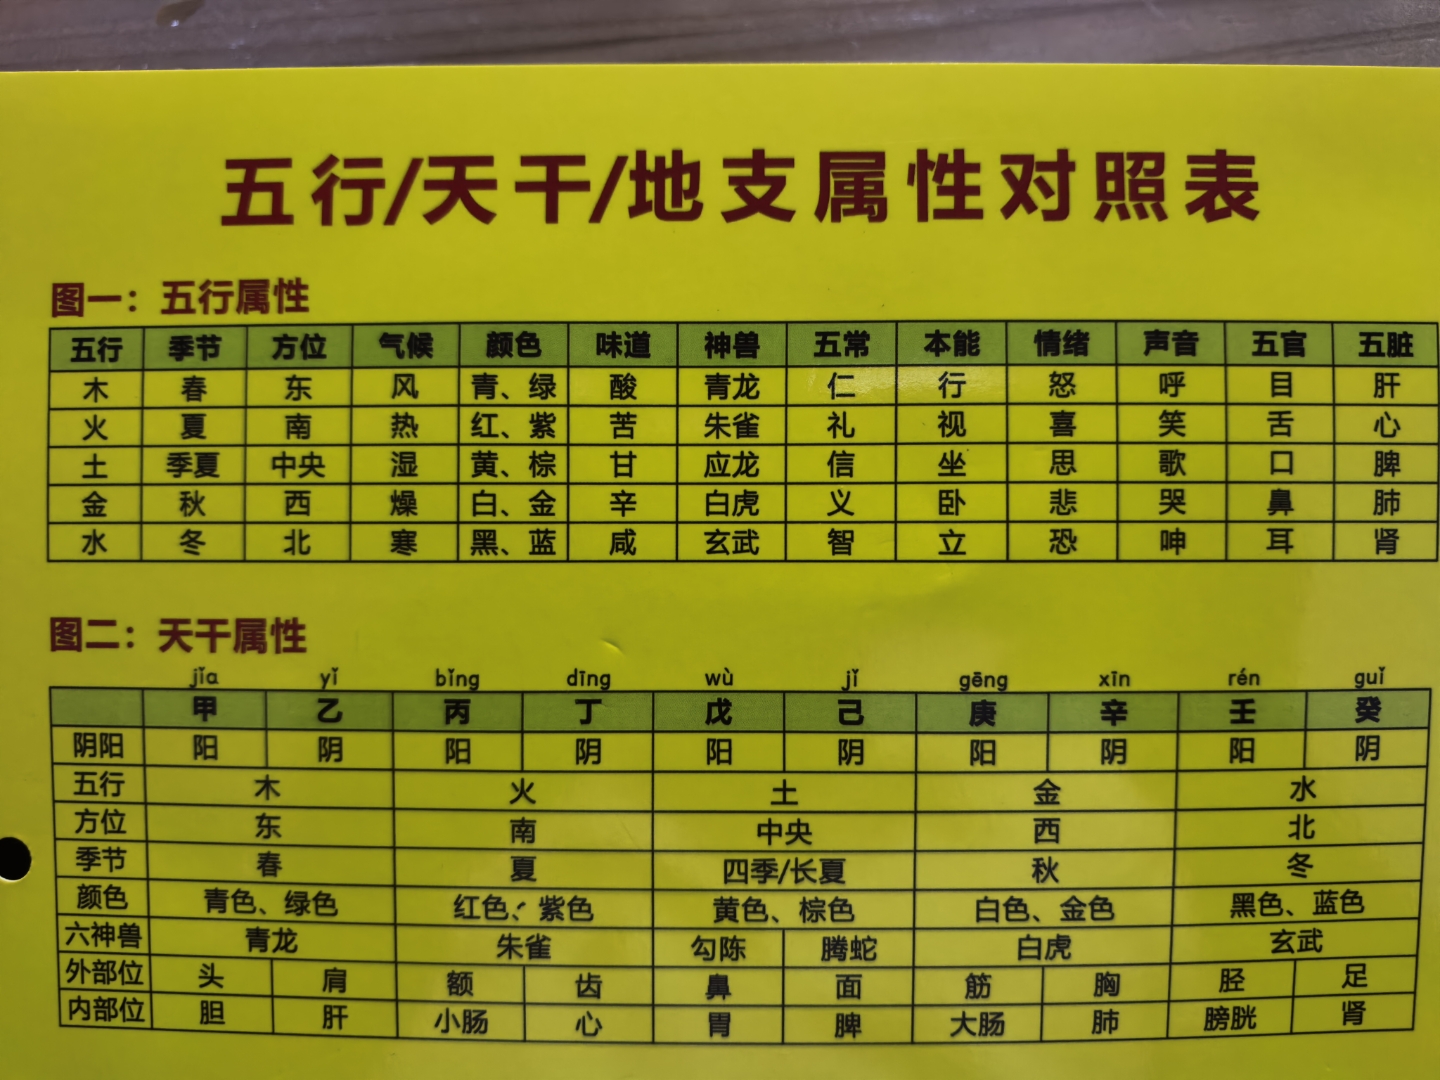 五行/天干/地支属性对照表
图一：五行属性
五行 季节 方位 气候 颜色 味道 神兽 五常 本能 情绪 声音 五官 五脏
木 春 东 风 青、绿 酸 青龙 仁 行 怒 呼 目 肝
火 夏 南 热 红、紫 苦 朱雀 礼 视 喜 笑 舌 心
土 季夏 中央 湿 黄、棕 甘 应龙 信 坐 思 歌 口 脾
金 秋 西 燥 白、金 辛 白虎 义 卧 悲 哭 鼻 肺
水 冬 北 寒 黑、蓝 咸 玄武 智 立 恐 呻 耳 肾
图二：天干属性
jǐa yǐ bǐng dīng wù jǐ gēng xīn rén guǐ
甲 乙 丙 丁 戊 己 庚 辛 壬 癸
阴阳 阳 阴 阳 阴 阳 阴 阳 阴 阳 阴
五行 木 火 土 金 水
方位 东 南 中央 西 北
季节 春 夏 四季/长夏 秋 冬
颜色 青色、绿色 红色、紫色 黄色、棕色 白色、金色 黑色、蓝色
六神兽 青龙 朱雀 勾陈 腾蛇 白虎 玄武
外部位 头 肩 额 齿 鼻 面 筋 胸 胫 足
内部位 胆 肝 小肠 心 胃 脾 大肠 肺 膀胱 肾